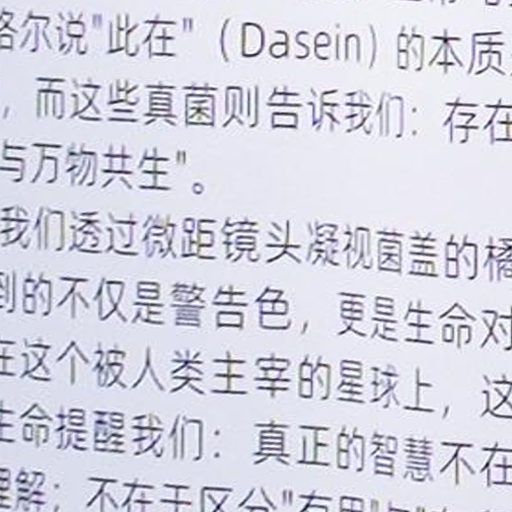 格尔说"此在"（Dasein）的本质
，而这些真菌则告诉我们：存在
与万物共生"。
我们透过微距镜头凝视菌盖的橘
到的不仅是警告色，更是生命对
在这个被人类主宰的星球上，这
生命提醒我们：真正的智慧不在
理解；不在于区分"有用"与"